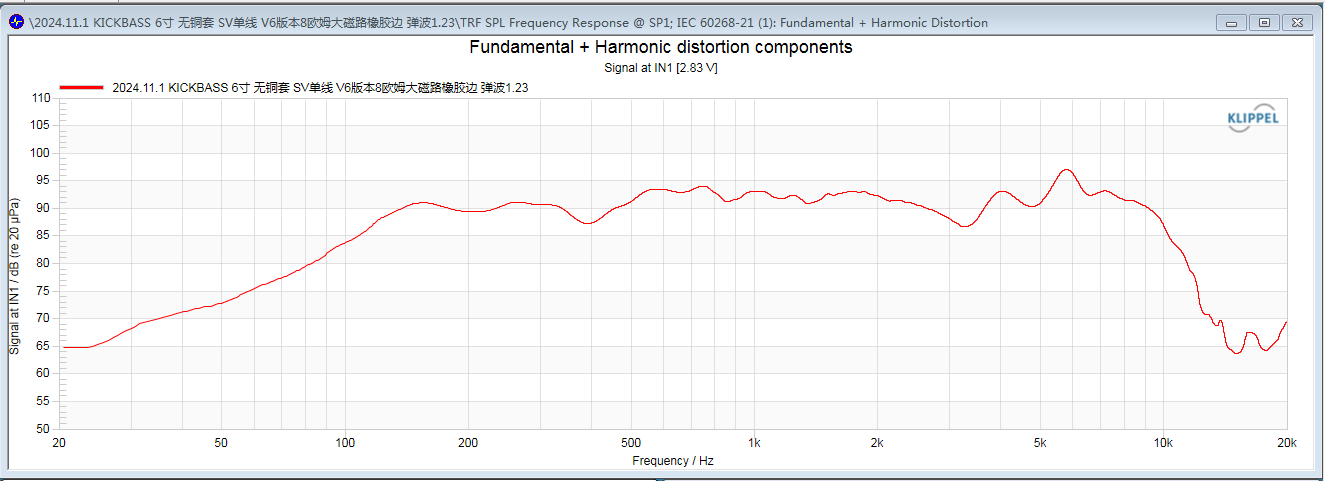 \2024.11.1 KICKBASS 6寸 无铜套 SV单线 V6版本8欧姆大磁路橡胶边 弹波1.23\TRF SPL Frequency Response @ SP1; IEC 60268-21 (1): Fundamental + Harmonic Distortion
Fundamental + Harmonic distortion components
Signal at IN1 [2.83 V]
2024.11.1 KICKBASS 6寸 无铜套 SV单线 V6版本8欧姆大磁路橡胶边 弹波1.23
KLIPPEL
110
105
100
95
90
85
80
75
70
65
60
55
50
Signal at IN1 / dB (re 20 µPa)
20 50 100 200 500 1k 2k 5k 10k 20k
Frequency / Hz